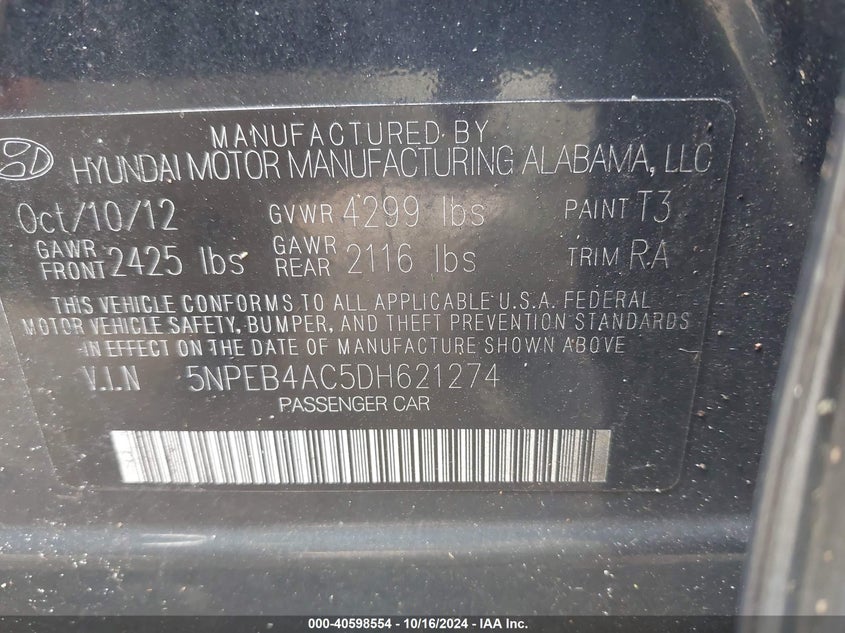 MANUFACTURED BY
HYUNDAI MOTOR MANUFACTURING ALABAMA, LLC
Oct/10/12 GVWR 4299 lbs PAINT T3
GAWR FRONT 2425 lbs GAWR REAR 2116 lbs TRIM RA
THIS VEHICLE CONFORMS TO ALL APPLICABLE U.S.A. FEDERAL
MOTOR VEHICLE SAFETY, BUMPER, AND THEFT PREVENTION STANDARDS
IN EFFECT ON THE DATE OF MANUFACTURE SHOWN ABOVE
V.I.N 5NPEB4AC5DH621274
PASSENGER CAR
000-40598554 - 10/16/2024 - IAA Inc.